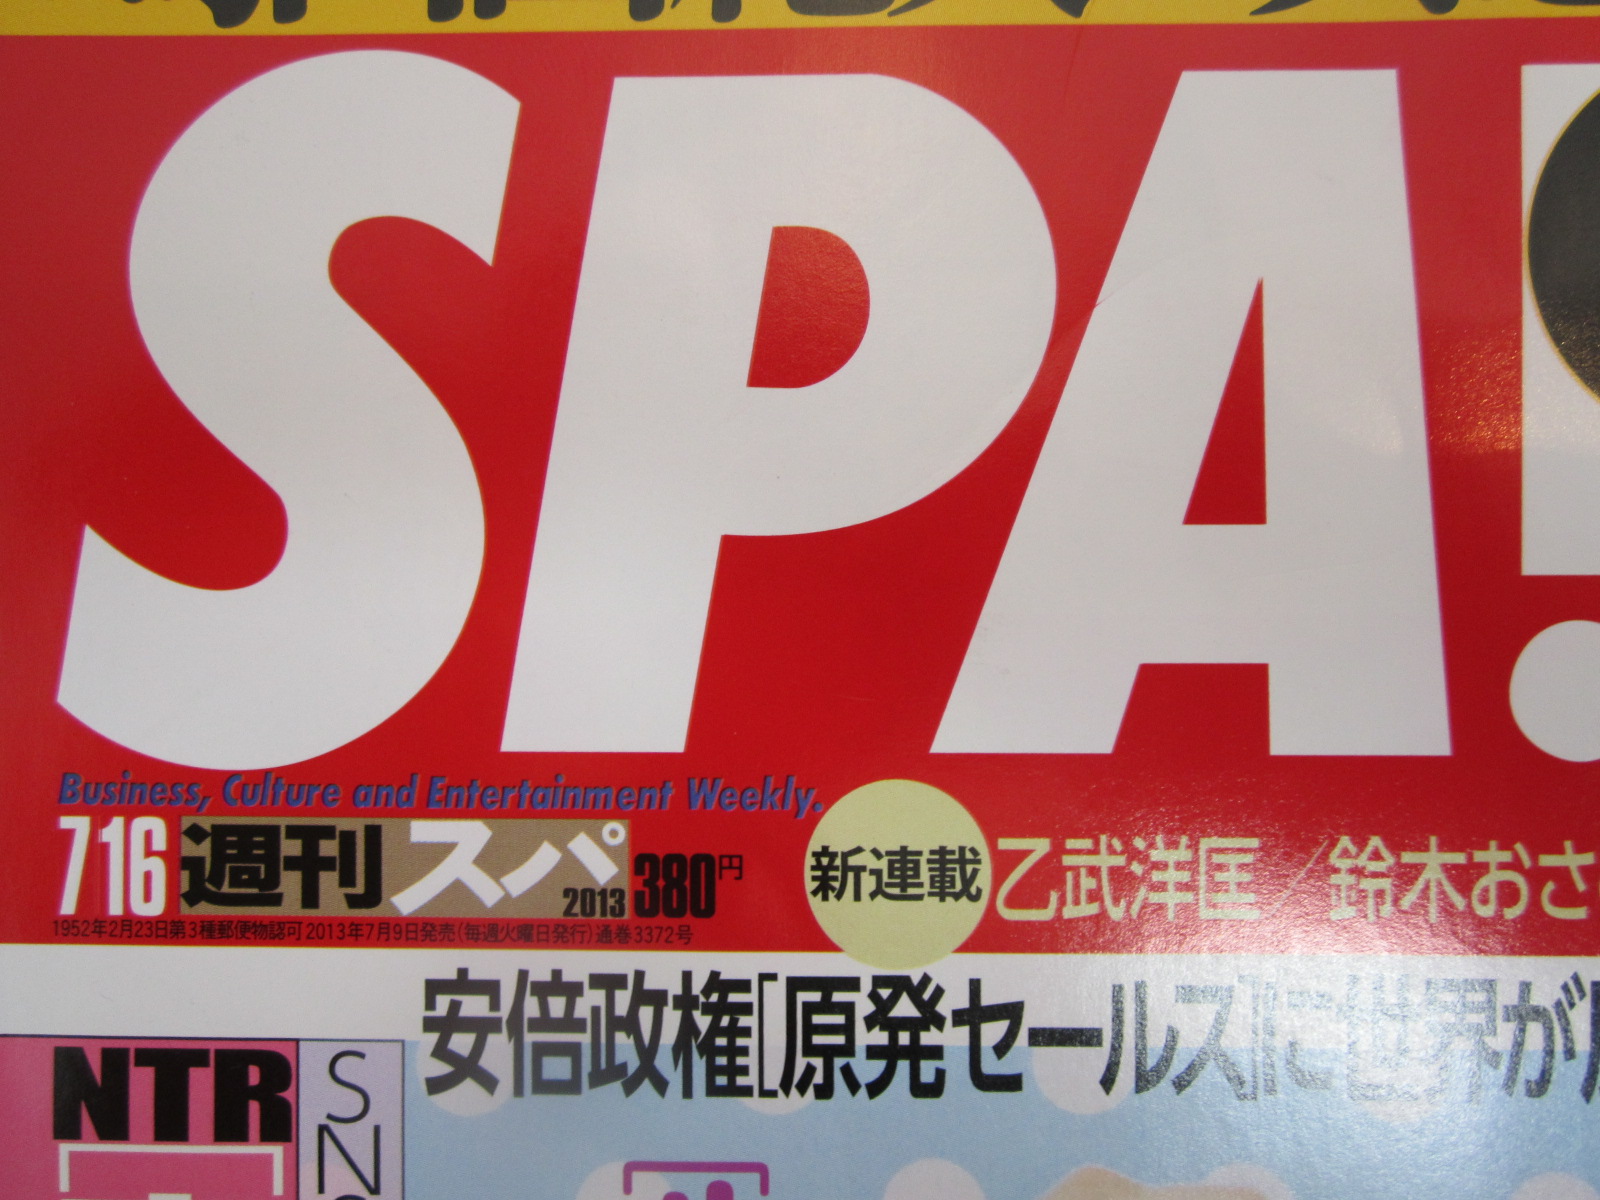 SPA!
Business, Culture and Entertainment Weekly.
7/16 週刊スパ 2013 380円
1952年2月23日第3種郵便物認可 2013年7月9日発売(毎週火曜日発行)通巻3372号
新連載 乙武洋匡／鈴木おさ
安倍政権[原発セールス]に世界が
NTR
SN